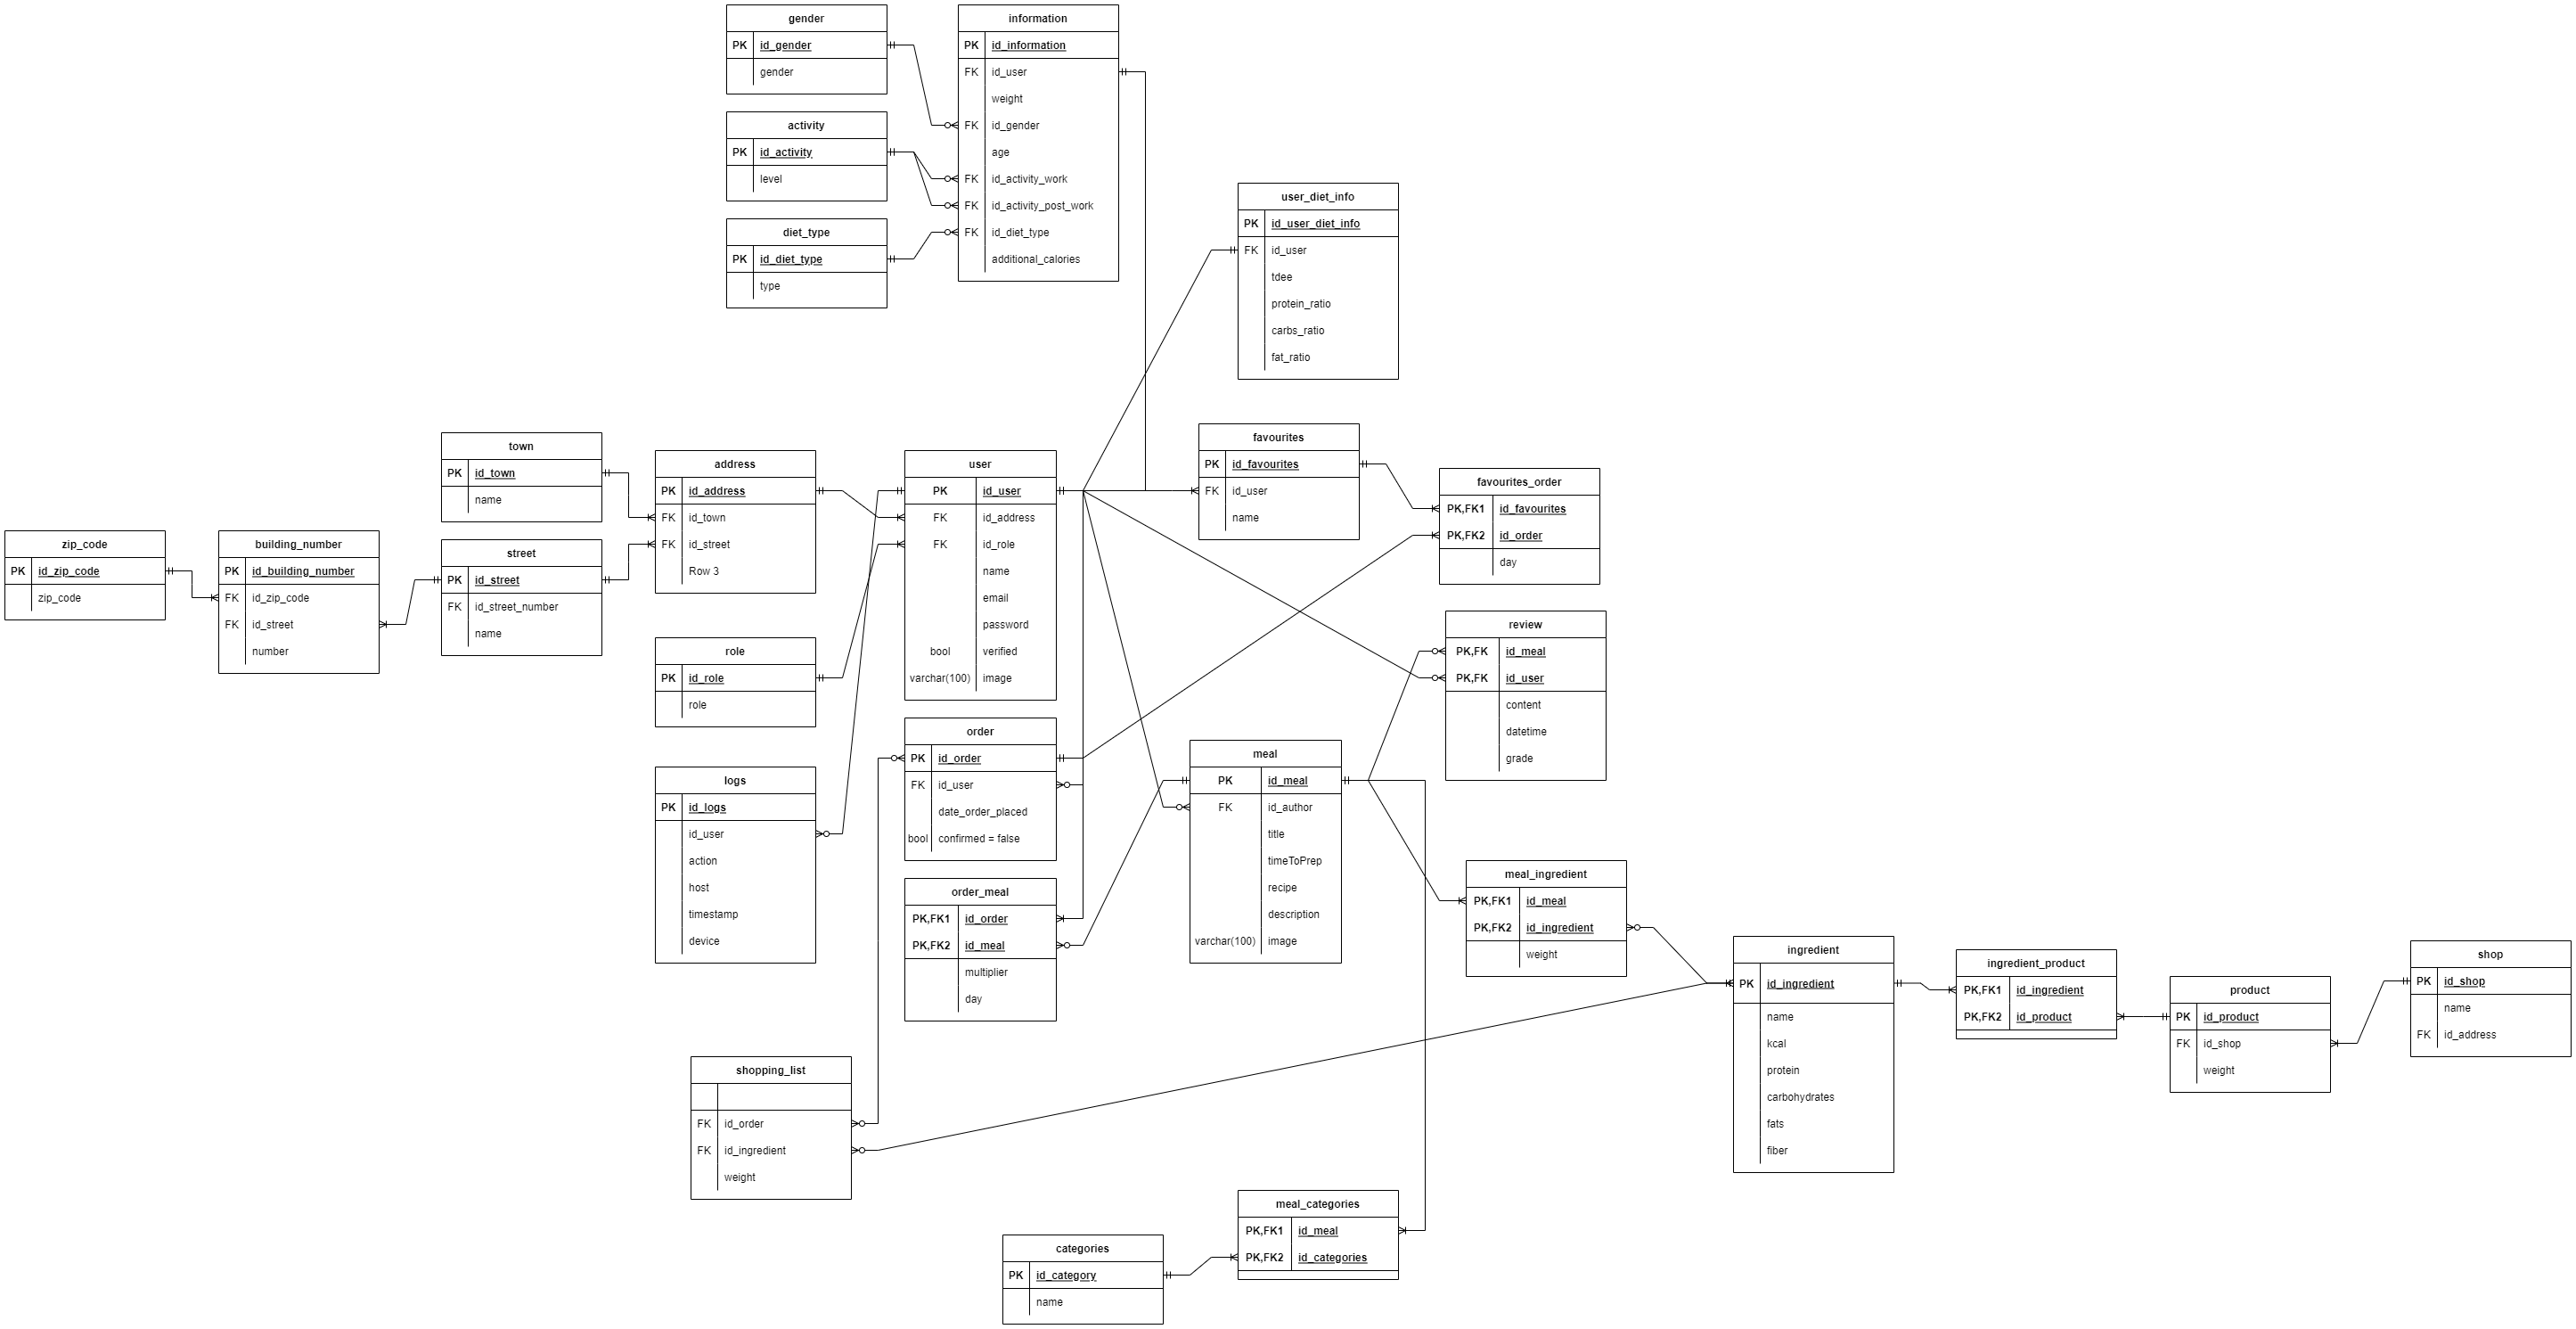 gender
PK id_gender
gender
activity
PK id_activity
level
diet_type
PK id_diet_type
type
information
PK id_information
FK id_user
weight
FK id_gender
age
FK id_activity_work
FK id_activity_post_work
FK id_diet_type
additional_calories
user_diet_info
PK id_user_diet_info
FK id_user
tdee
protein_ratio
carbs_ratio
fat_ratio
zip_code
PK id_zip_code
zip_code
building_number
PK id_building_number
FK id_zip_code
FK id_street
number
town
PK id_town
name
street
PK id_street
FK id_street_number
name
address
PK id_address
FK id_town
FK id_street
Row 3
role
PK id_role
role
logs
PK id_logs
id_user
action
host
timestamp
device
user
PK id_user
FK id_address
FK id_role
name
email
password
bool verified
varchar(100) image
order
PK id_order
FK id_user
date_order_placed
bool confirmed = false
order_meal
PK,FK1 id_order
PK,FK2 id_meal
multiplier
day
shopping_list
FK id_order
FK id_ingredient
weight
favourites
PK id_favourites
FK id_user
name
favourites_order
PK,FK1 id_favourites
PK,FK2 id_order
day
review
PK,FK id_meal
PK,FK id_user
content
datetime
grade
meal
PK id_meal
FK id_author
title
timeToPrep
recipe
description
varchar(100) image
meal_ingredient
PK,FK1 id_meal
PK,FK2 id_ingredient
weight
meal_categories
PK,FK1 id_meal
PK,FK2 id_categories
categories
PK id_category
name
ingredient
PK id_ingredient
name
kcal
protein
carbohydrates
fats
fiber
ingredient_product
PK,FK1 id_ingredient
PK,FK2 id_product
product
PK id_product
FK id_shop
weight
shop
PK id_shop
name
FK id_address